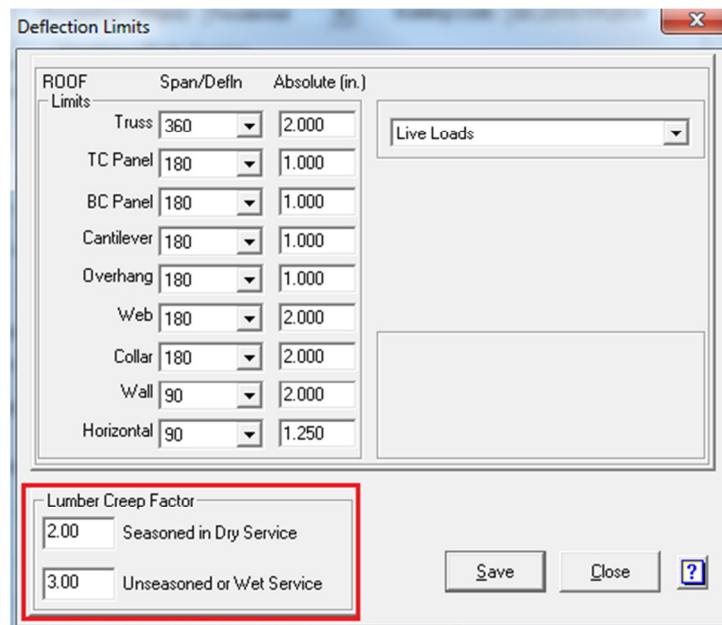 Deflection Limits
ROOF Span/Defln Absolute (in.)
Limits
Truss 360 2.000
Live Loads
TC Panel 180 1.000
BC Panel 180 1.000
Cantilever 180 1.000
Overhang 180 1.000
Web 180 2.000
Collar 180 2.000
Wall 90 2.000
Horizontal 90 1.250
Lumber Creep Factor
2.00 Seasoned in Dry Service
3.00 Unseasoned or Wet Service
Save Close ?